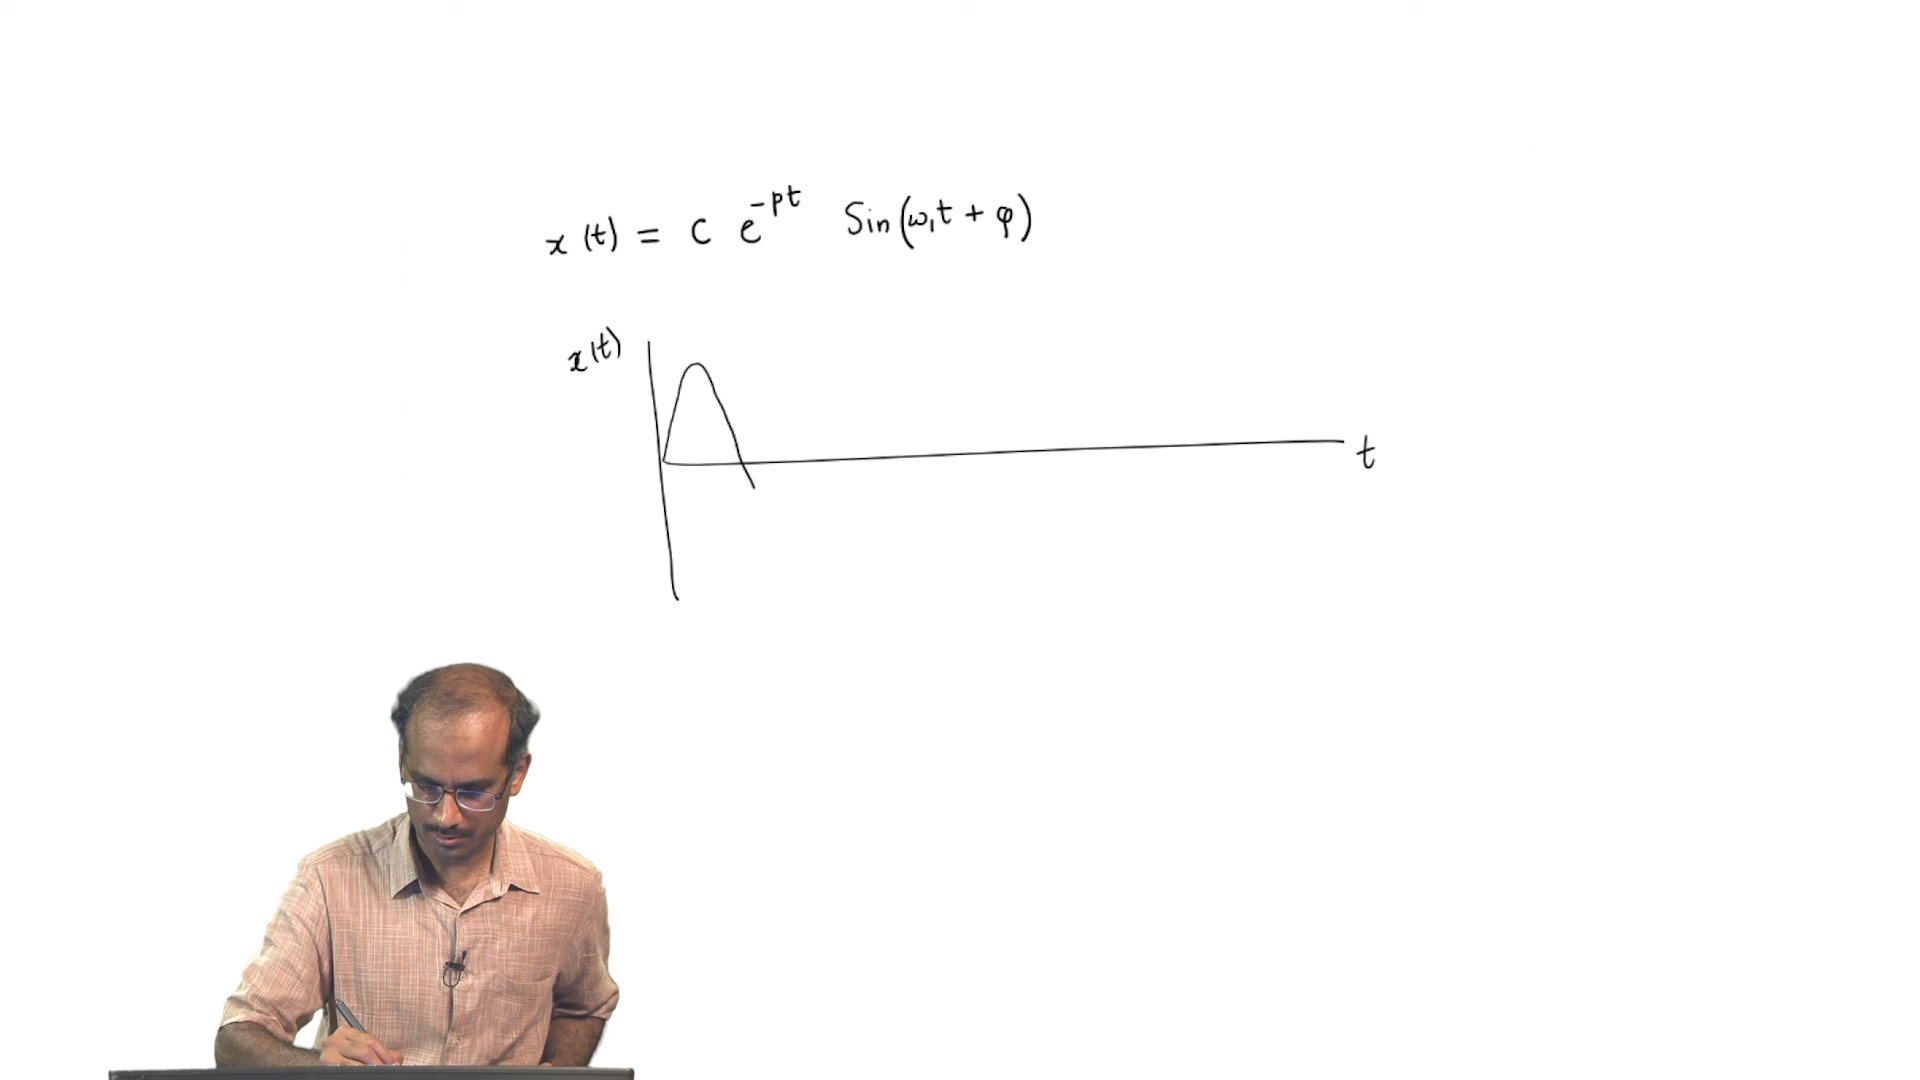 x(t) = C e^{-pt} Sin(ω₁t + φ)
x(t)
t